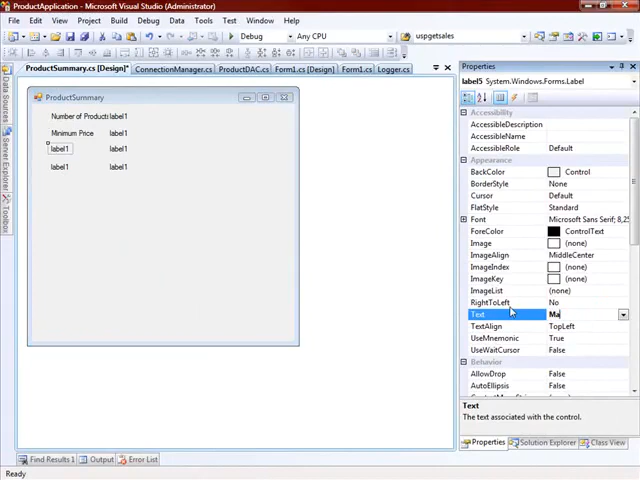 ProductApplication - Microsoft Visual Studio (Administrator)
File Edit View Project Build Debug Data Tools Window Help
Debug Any CPU uspgetsales
ProductSummary.cs [Design]* ConnectionManager.cs ProductDAC.cs Form1.cs [Design] Form1.cs Logger.cs
Properties
label5 System.Windows.Forms.Label
Data Sources
Server Explorer
Toolbox
ProductSummary
Number of Products label1
Minimum Price label1
label1 label1
label1 label1
Accessibility
AccessibleDescription
AccessibleName
AccessibleRole Default
Appearance
BackColor Control
BorderStyle None
Cursor Default
FlatStyle Standard
Font Microsoft Sans Serif; 8,25
ForeColor ControlText
Image (none)
ImageAlign MiddleCenter
ImageIndex (none)
ImageKey (none)
ImageList (none)
RightToLeft No
Text Ma
TextAlign TopLeft
UseMnemonic True
UseWaitCursor False
Behavior
AllowDrop False
AutoEllipsis False
Text
The text associated with the control.
Properties Solution Explorer Class View
Find Results 1 Output Error List
Ready